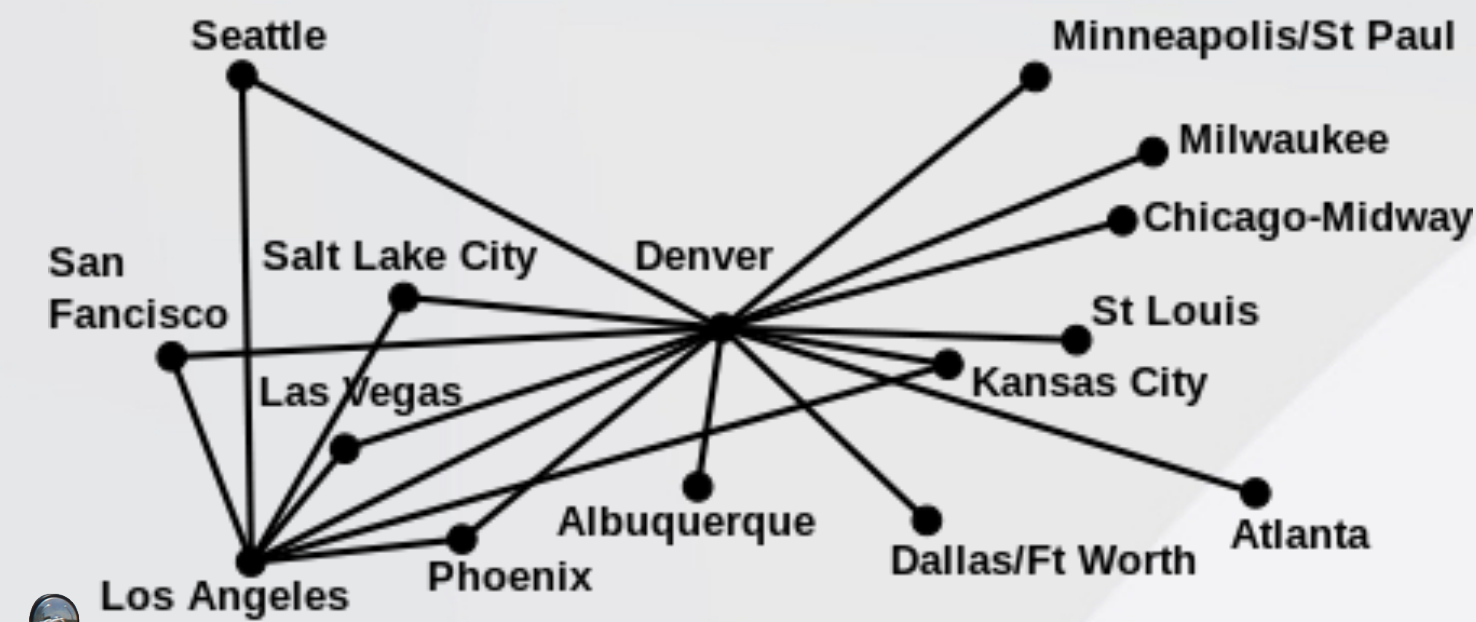 Seattle
Minneapolis/St Paul
Milwaukee
Chicago-Midway
San
Fancisco
Salt Lake City
Denver
St Louis
Las Vegas
Kansas City
Albuquerque
Atlanta
Dallas/Ft Worth
Phoenix
Los Angeles